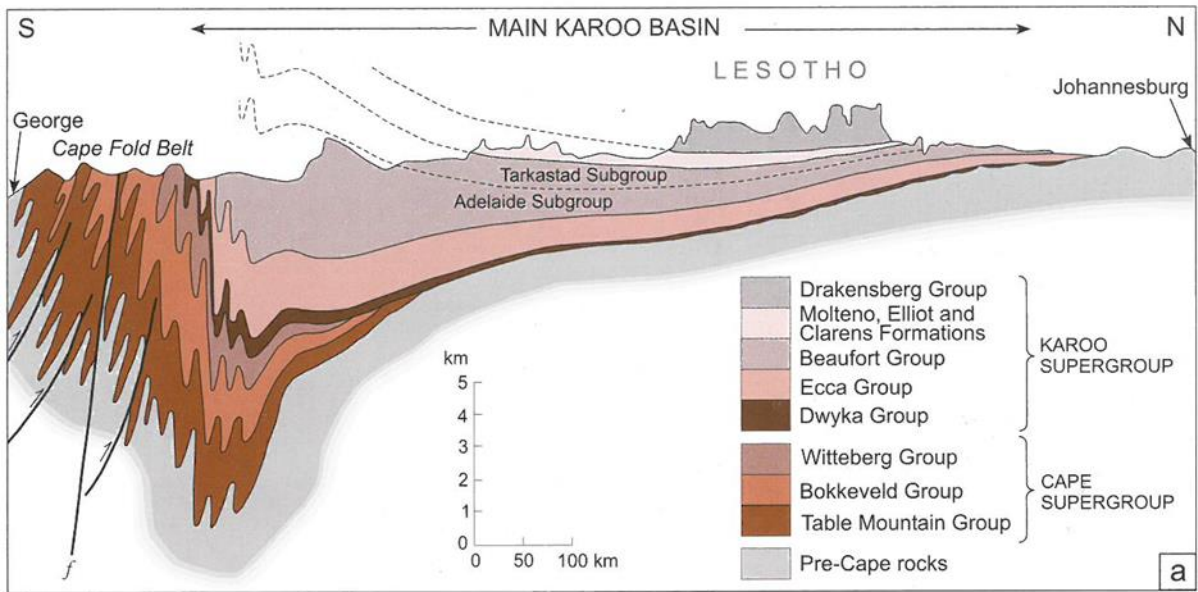 S
MAIN KAROO BASIN
N
LESOTHO
Johannesburg
George
Cape Fold Belt
Tarkastad Subgroup
Adelaide Subgroup
km
5
4
3
2
1
0
0 50 100 km
f
Drakensberg Group
Molteno, Elliot and
Clarens Formations
Beaufort Group
Ecca Group
Dwyka Group
KAROO
SUPERGROUP
Witteberg Group
Bokkeveld Group
Table Mountain Group
CAPE
SUPERGROUP
Pre-Cape rocks
a